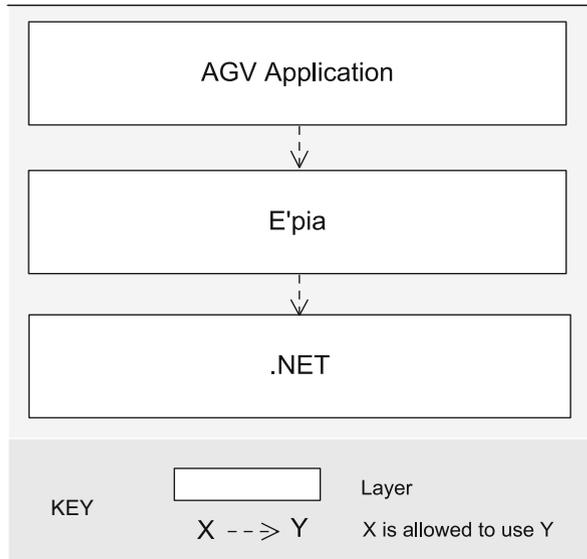 AGV Application
E'pia
.NET
KEY
Layer
X --> Y
X is allowed to use Y